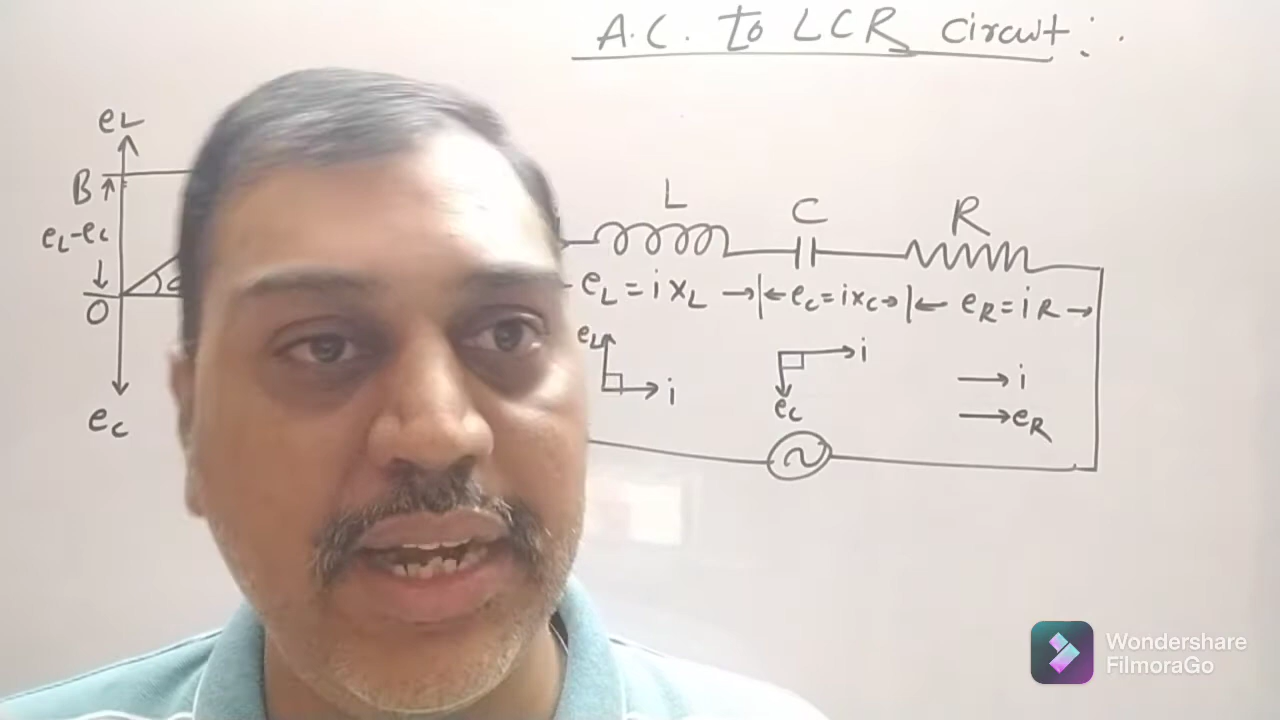 A.C. to LCR circuit :.
eL
B
eL-ec
O
ec
L
C
R
eL = i XL
ec = i Xc
eR = i R
eL
i
i
ec
i
eR
Wondershare
FilmoraGo